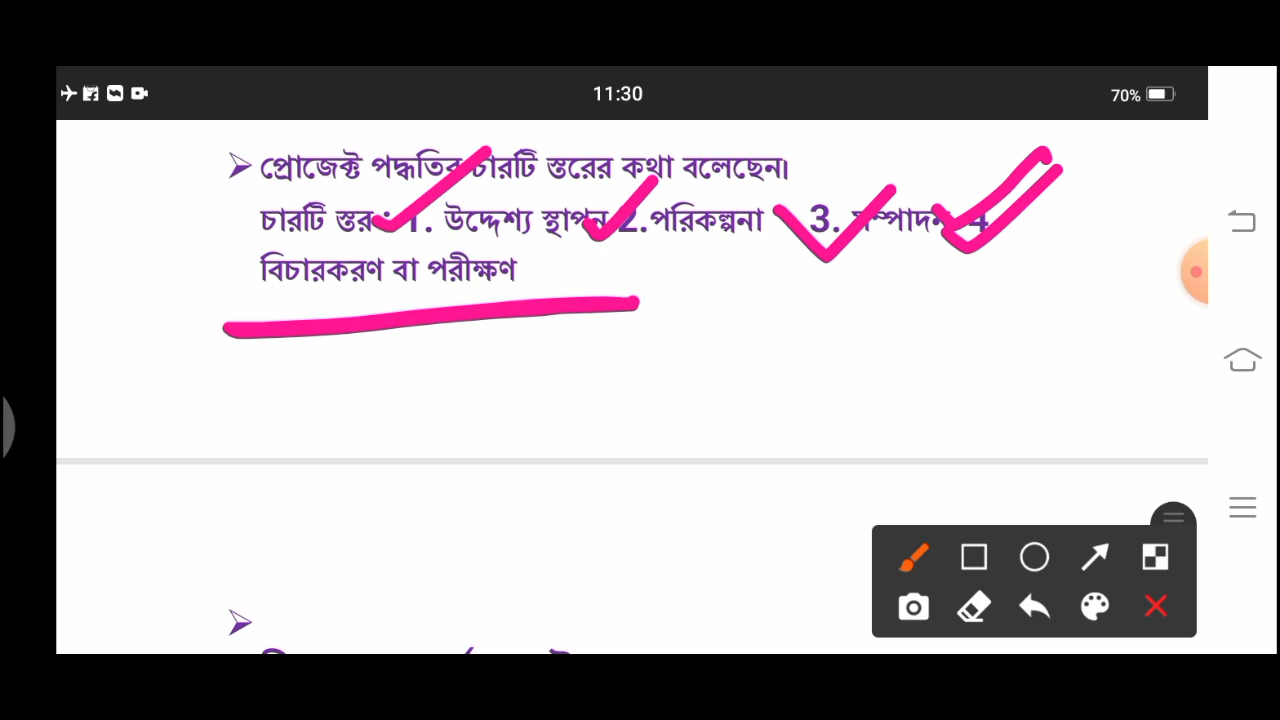 11:30
70%
➢ প্রোজেক্ট পদ্ধতির চারটি স্তরের কথা বলেছেন।
চারটি স্তর: 1. উদ্দেশ্য স্থাপন 2.পরিকল্পনা 3. সম্পাদন 4.
বিচারকরণ বা পরীক্ষণ
➢